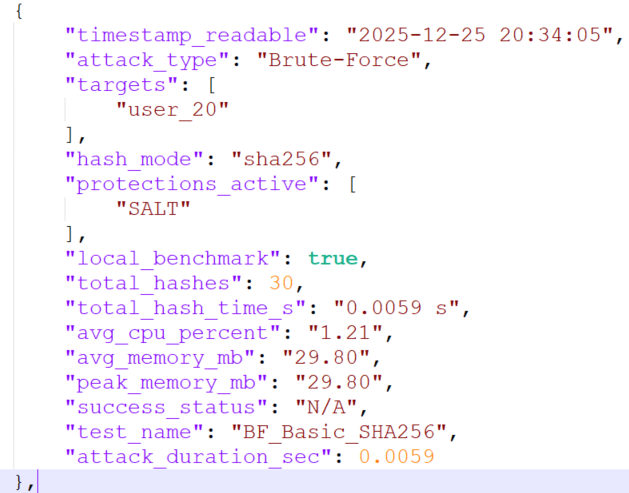 {
"timestamp_readable": "2025-12-25 20:34:05",
"attack_type": "Brute-Force",
"targets": [
"user_20"
],
"hash_mode": "sha256",
"protections_active": [
"SALT"
],
"local_benchmark": true,
"total_hashes": 30,
"total_hash_time_s": "0.0059 s",
"avg_cpu_percent": "1.21",
"avg_memory_mb": "29.80",
"peak_memory_mb": "29.80",
"success_status": "N/A",
"test_name": "BF_Basic_SHA256",
"attack_duration_sec": 0.0059
},